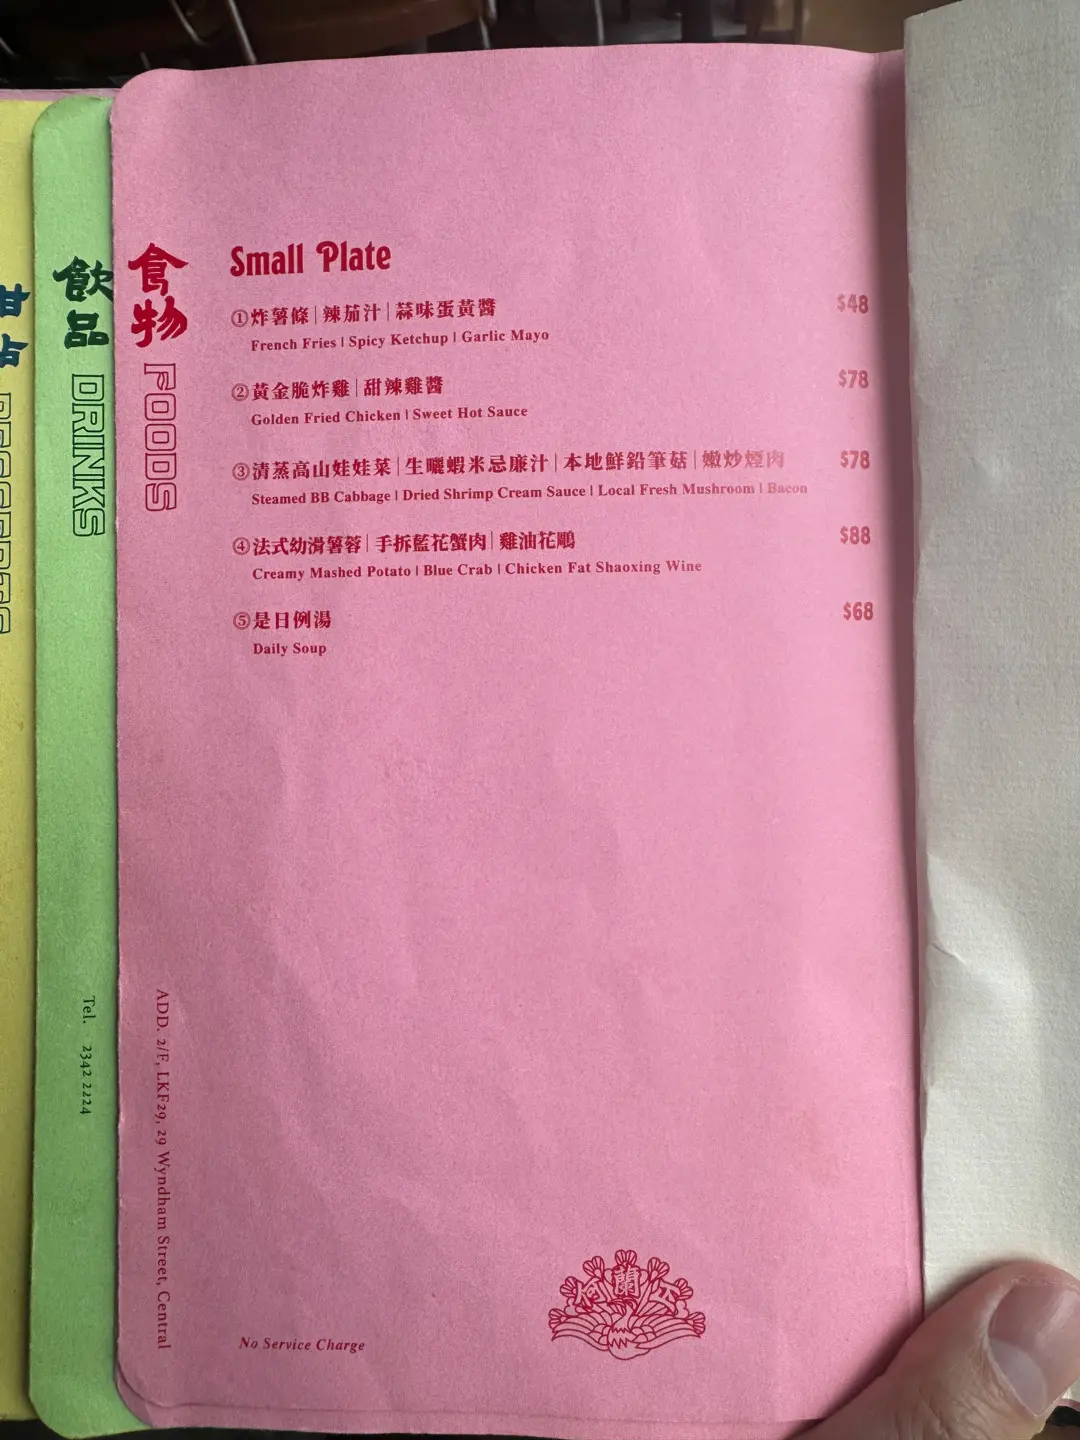 甜
點
DESSERTS
飲
品
DRINKS
Tel. 2342 2224
食
物
FOODS
ADD. 2/F, LKF29, 29 Wyndham Street, Central
Small Plate
①炸薯條|辣茄汁|蒜味蛋黃醬 $48
French Fries | Spicy Ketchup | Garlic Mayo
②黃金脆炸雞|甜辣雞醬 $78
Golden Fried Chicken | Sweet Hot Sauce
③清蒸高山娃娃菜|生曬蝦米忌廉汁|本地鮮鉛筆菇|嫩炒煙肉 $78
Steamed BB Cabbage | Dried Shrimp Cream Sauce | Local Fresh Mushroom | Bacon
④法式幼滑薯蓉|手拆藍花蟹肉|雞油花鵰 $88
Creamy Mashed Potato | Blue Crab | Chicken Fat Shaoxing Wine
⑤是日例湯 $68
Daily Soup
No Service Charge